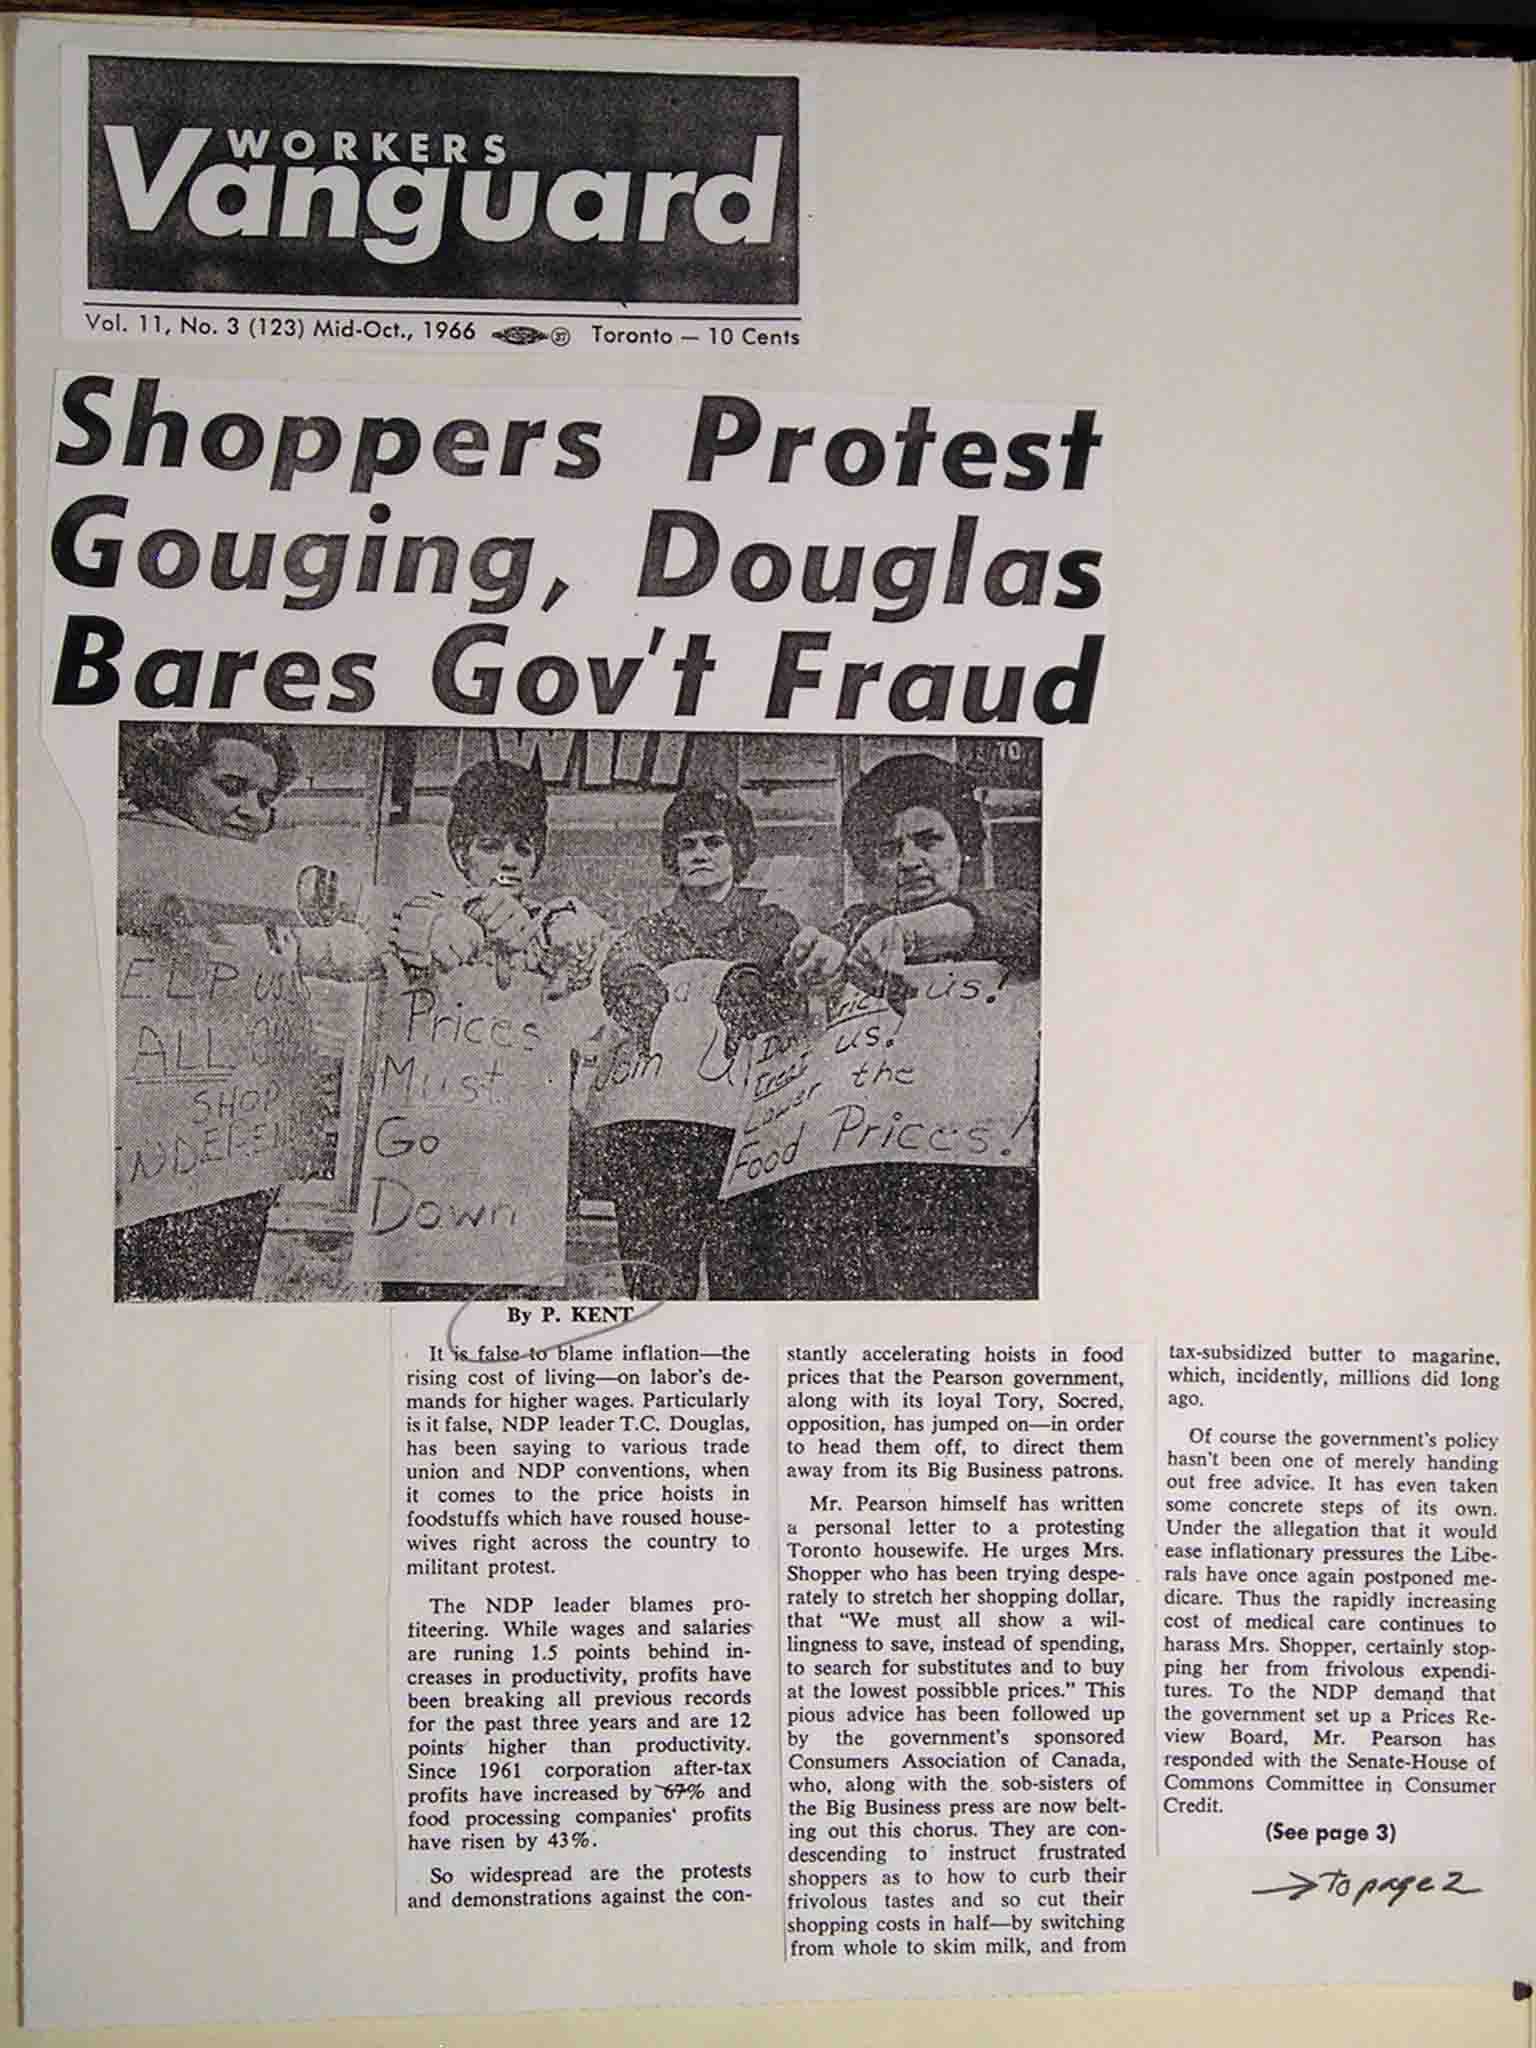 WORKERS
Vanguard
Vol. 11, No. 3 (123) Mid-Oct., 1966 37 Toronto — 10 Cents
Shoppers Protest
Gouging, Douglas
Bares Gov't Fraud
Will
10
ELP us
ALL
SHOP
Prices
Must
Go
Down
us!
us!
Lower the
Food Prices!
By P. KENT
It is false to blame inflation—the
rising cost of living—on labor's de-
mands for higher wages. Particularly
is it false, NDP leader T.C. Douglas,
has been saying to various trade
union and NDP conventions, when
it comes to the price hoists in
foodstuffs which have roused house-
wives right across the country to
militant protest.
The NDP leader blames pro-
fiteering. While wages and salaries
are runing 1.5 points behind in-
creases in productivity, profits have
been breaking all previous records
for the past three years and are 12
points higher than productivity.
Since 1961 corporation after-tax
profits have increased by 67% and
food processing companies' profits
have risen by 43%.
So widespread are the protests
and demonstrations against the con-
stantly accelerating hoists in food
prices that the Pearson government,
along with its loyal Tory, Socred,
opposition, has jumped on—in order
to head them off, to direct them
away from its Big Business patrons.
Mr. Pearson himself has written
a personal letter to a protesting
Toronto housewife. He urges Mrs.
Shopper who has been trying despe-
rately to stretch her shopping dollar,
that "We must all show a wil-
lingness to save, instead of spending,
to search for substitutes and to buy
at the lowest possibble prices." This
pious advice has been followed up
by the government's sponsored
Consumers Association of Canada,
who, along with the sob-sisters of
the Big Business press are now belt-
ing out this chorus. They are con-
descending to instruct frustrated
shoppers as to how to curb their
frivolous tastes and so cut their
shopping costs in half—by switching
from whole to skim milk, and from
tax-subsidized butter to magarine,
which, incidently, millions did long
ago.
Of course the government's policy
hasn't been one of merely handing
out free advice. It has even taken
some concrete steps of its own.
Under the allegation that it would
ease inflationary pressures the Libe-
rals have once again postponed me-
dicare. Thus the rapidly increasing
cost of medical care continues to
harass Mrs. Shopper, certainly stop-
ping her from frivolous expendi-
tures. To the NDP demand that
the government set up a Prices Re-
view Board, Mr. Pearson has
responded with the Senate-House of
Commons Committee in Consumer
Credit.
(See page 3)
→ To page 2